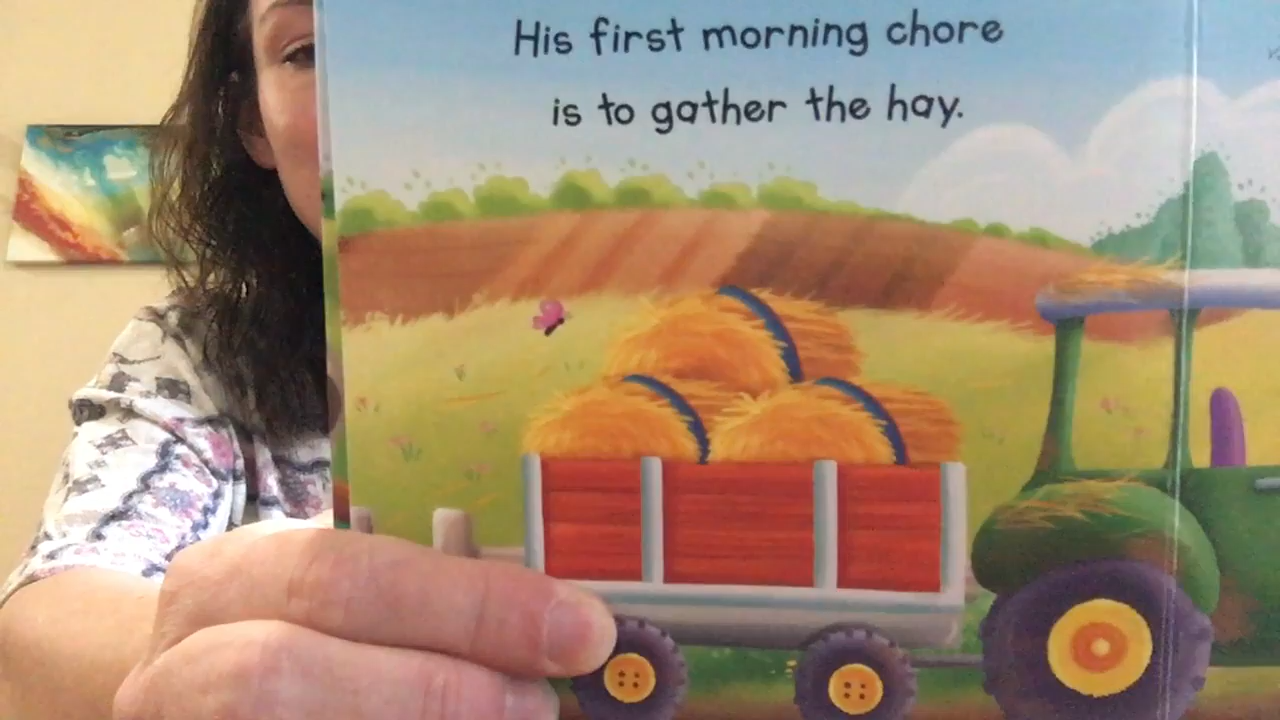 His first morning chore
is to gather the hay.